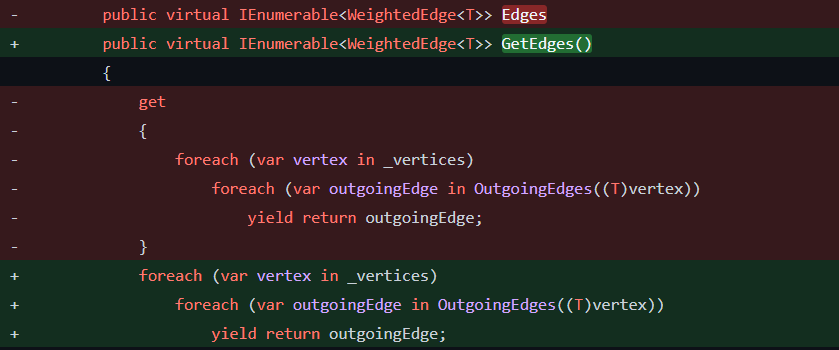 -         public virtual IEnumerable<WeightedEdge<T>> Edges
+         public virtual IEnumerable<WeightedEdge<T>> GetEdges()
          {
-             get
-             {
-                 foreach (var vertex in _vertices)
-                     foreach (var outgoingEdge in OutgoingEdges((T)vertex))
-                         yield return outgoingEdge;
-             }
+             foreach (var vertex in _vertices)
+                 foreach (var outgoingEdge in OutgoingEdges((T)vertex))
+                     yield return outgoingEdge;